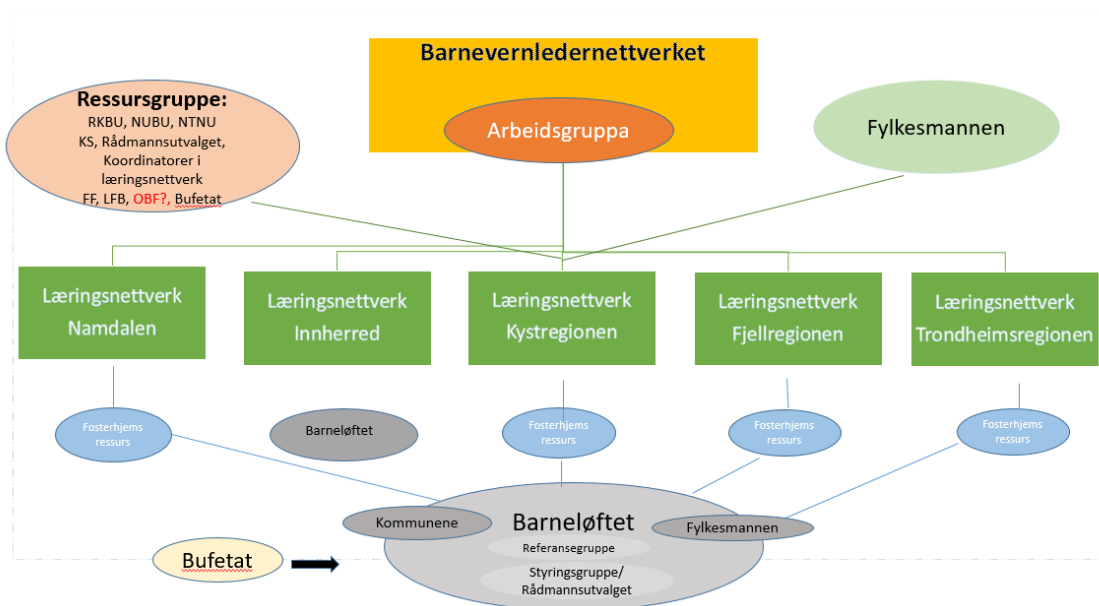 Barnevernledernettverket
Ressursgruppe:
RKBU, NUBU, NTNU
KS, Rådmannsutvalget,
Koordinatorer i
læringsnettverk
FF, LFB, OBF?, Bufetat
Arbeidsgruppa
Fylkesmannen
Læringsnettverk
Namdalen
Læringsnettverk
Innherred
Læringsnettverk
Kystregionen
Læringsnettverk
Fjellregionen
Læringsnettverk
Trondheimsregionen
Fosterhjems
ressurs
Barneløftet
Fosterhjems
ressurs
Fosterhjems
ressurs
Fosterhjems
ressurs
Kommunene
Barneløftet
Fylkesmannen
Referansegruppe
Bufetat
Styringsgruppe/
Rådmannsutvalget